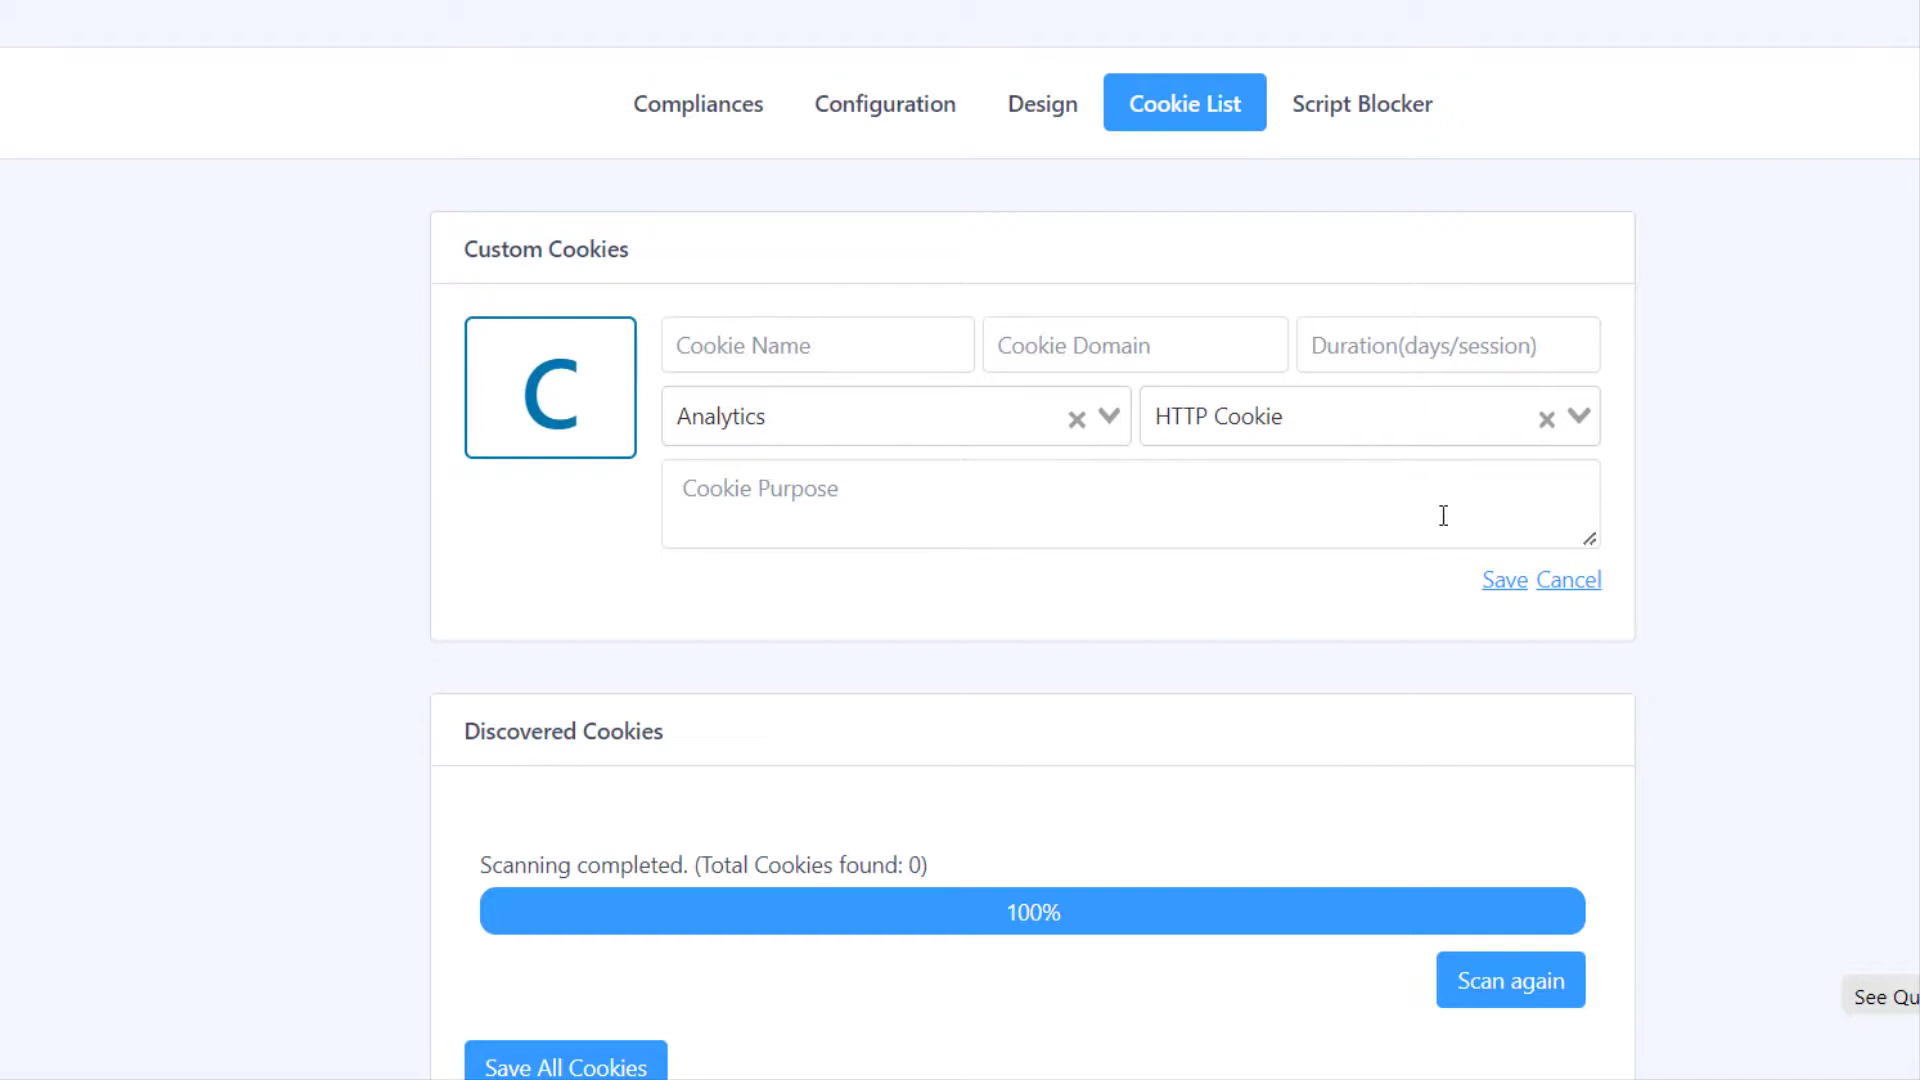 Compliances Configuration Design Cookie List Script Blocker
Custom Cookies
C
Cookie Name Cookie Domain Duration(days/session)
Analytics HTTP Cookie
Cookie Purpose
Save Cancel
Discovered Cookies
Scanning completed. (Total Cookies found: 0)
100%
Scan again
See Qu
Save All Cookies